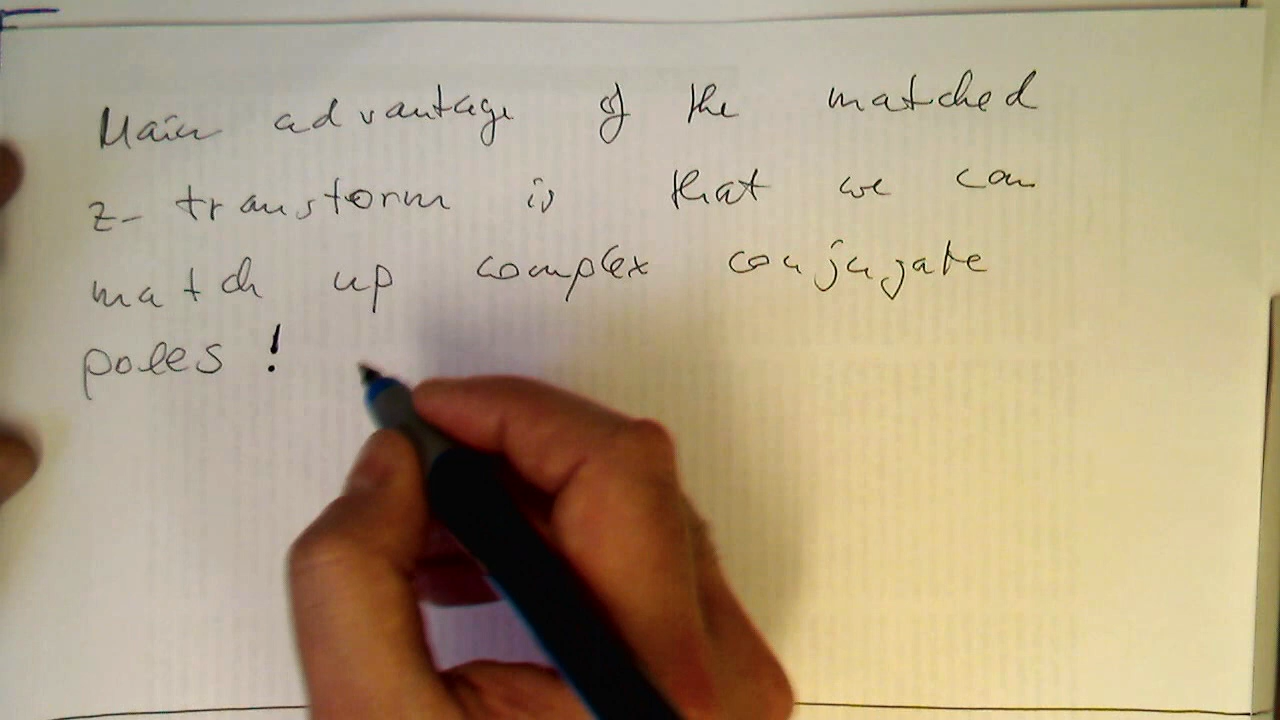 Main advantage of the matched
z-transform is that we can
match up complex conjugate
poles!